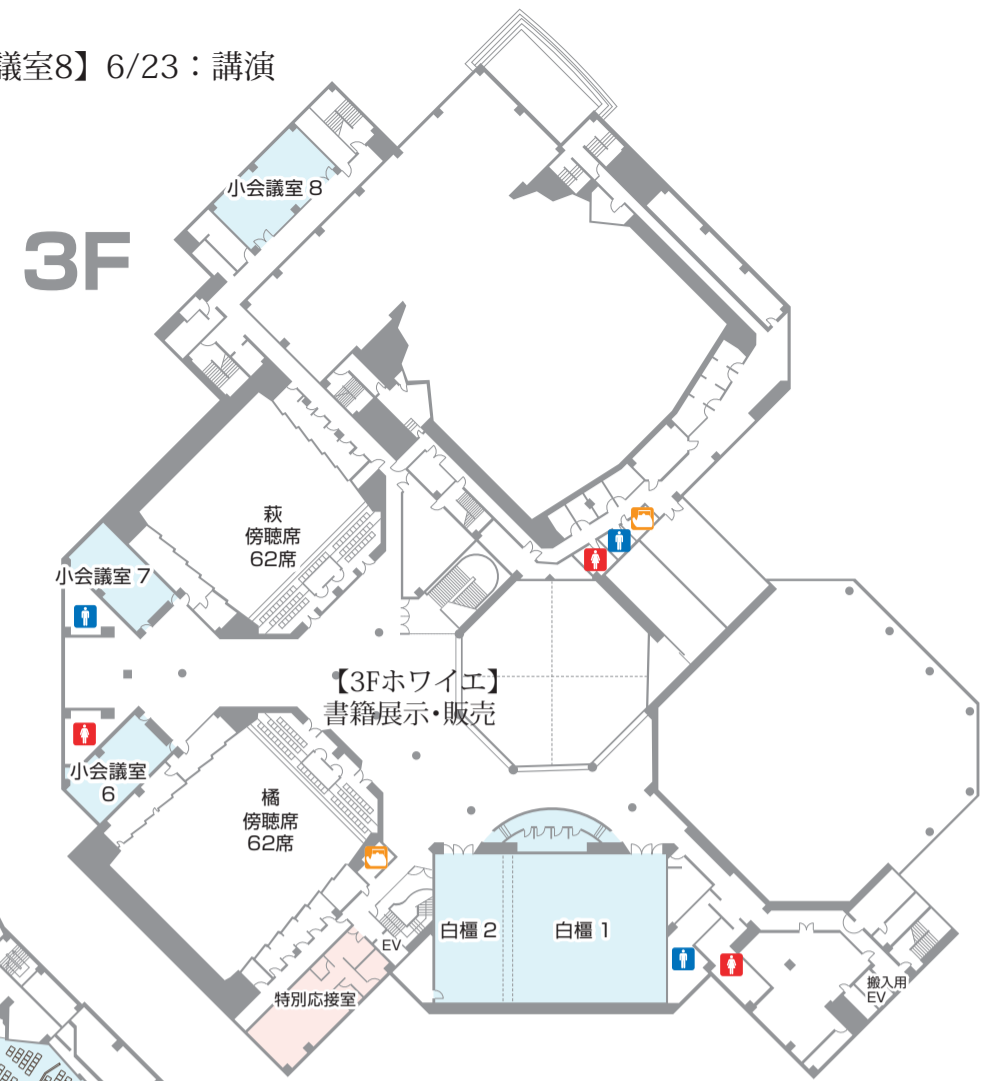 議室8】6/23：講演
小会議室 8
3F
萩
傍聴席
62席
小会議室 7
【3Fホワイエ】
書籍展示・販売
小会議室
6
橘
傍聴席
62席
白橿 2
白橿 1
EV
特別応接室
搬入用
EV